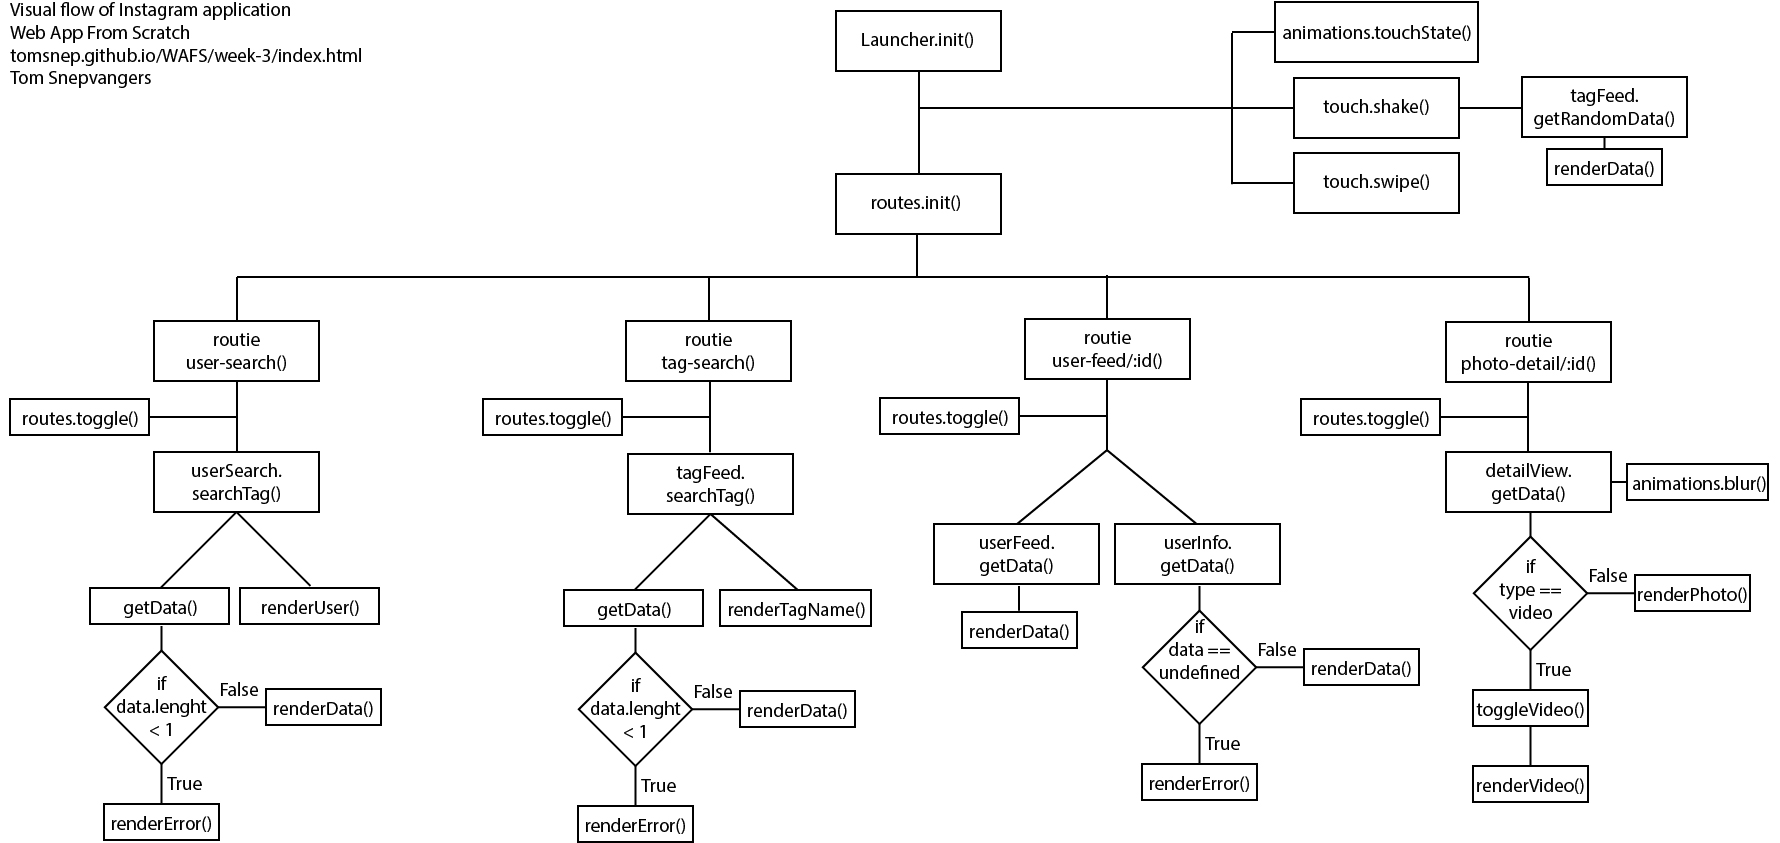 Visual flow of Instagram application
Web App From Scratch
tomsnep.github.io/WAFS/week-3/index.html
Tom Snepvangers
Launcher.init()
animations.touchState()
touch.shake()
tagFeed.
getRandomData()
renderData()
touch.swipe()
routes.init()
routie
user-search()
routes.toggle()
userSearch.
searchTag()
getData()
renderUser()
if
data.lenght
< 1
False
renderData()
True
renderError()
routie
tag-search()
routes.toggle()
tagFeed.
searchTag()
getData()
renderTagName()
if
data.lenght
< 1
False
renderData()
True
renderError()
routie
user-feed/:id()
routes.toggle()
userFeed.
getData()
renderData()
userInfo.
getData()
if
data ==
undefined
False
renderData()
True
renderError()
routie
photo-detail/:id()
routes.toggle()
detailView.
getData()
animations.blur()
if
type ==
video
False
renderPhoto()
True
toggleVideo()
renderVideo()